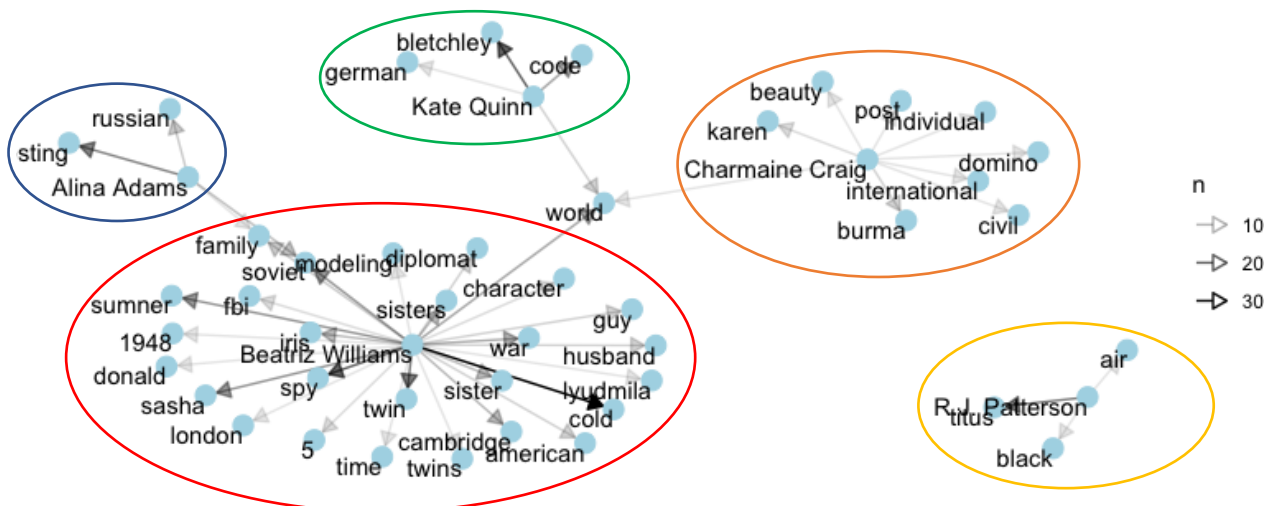 bletchley
german
code
Kate Quinn
russian
sting
Alina Adams
beauty
post
individual
karen
Charmaine Craig
domino
international
burma
civil
world
n
10
20
30
family
soviet
modeling
diplomat
sumner
fbi
sisters
character
1948
iris
Beatriz Williams
war
guy
husband
donald
spy
sister
lyudmila
sasha
twin
cold
london
5
cambridge
american
time
twins
air
R.J. Patterson
titus
black